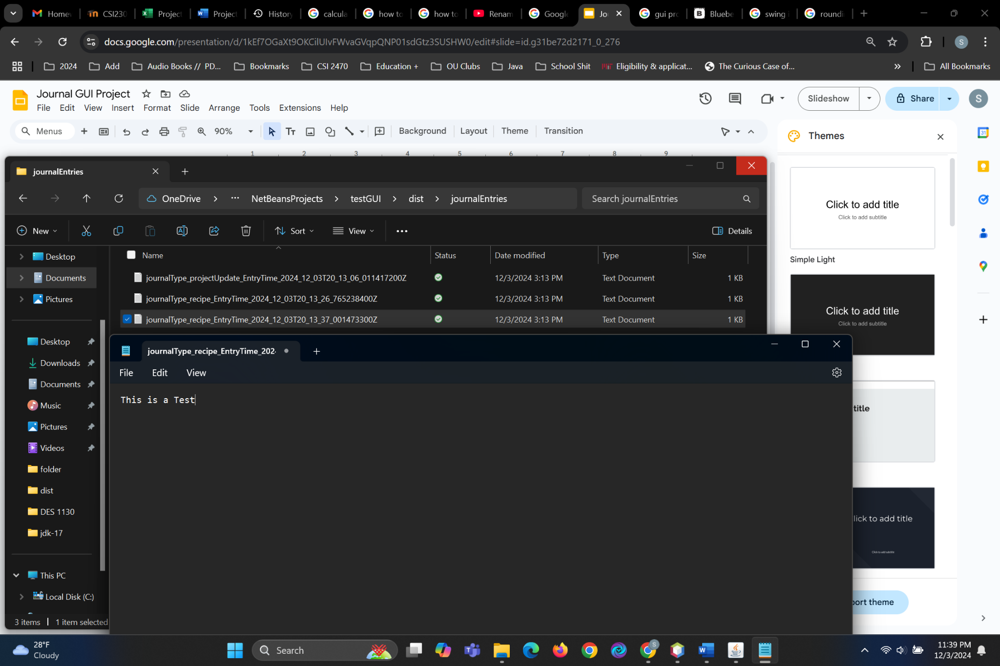 Home
CSI230
Project
Project
History
calcula
how to
how to
Renam
Google
Jo
gui pro
Bluebe
swing i
roundi
docs.google.com/presentation/d/1kEf7OGaXt9OKCilUIvFWvaGVqpQNP01sdGtz3SUSHW0/edit#slide=id.g31be72d2171_0_276
S
2024
Add
Audio Books // PD...
Bookmarks
CSI 2470
Education +
OU Clubs
Java
School Shit
Eligibility & applicat...
The Curious Case of...
All Bookmarks
Journal GUI Project
File Edit View Insert Format Slide Arrange Tools Extensions Help
Slideshow
Share
S
Menus
90%
Background
Layout
Theme
Transition
1 2 3 4 5 6 7 8 9
Themes
Click to add title
Click to add subtitle
Simple Light
Click to add title
Click to add subtitle
title
lick to add title
Click to add subtitle
port theme
31
journalEntries
OneDrive > ... NetBeansProjects > testGUI > dist > journalEntries
Search journalEntries
New
Sort
View
Details
Name Status Date modified Type Size
journalType_projectUpdate_EntryTime_2024_12_03T20_13_06_011417200Z 12/3/2024 3:13 PM Text Document 1 KB
journalType_recipe_EntryTime_2024_12_03T20_13_26_765238400Z 12/3/2024 3:13 PM Text Document 1 KB
journalType_recipe_EntryTime_2024_12_03T20_13_37_001473300Z 12/3/2024 3:13 PM Text Document 1 KB
Desktop
Documents
Pictures
Desktop
Downloads
Documents
Music
Pictures
Videos
folder
dist
DES 1130
jdk-17
This PC
Local Disk (C:)
3 items
1 item selected
journalType_recipe_EntryTime_202
File Edit View
This is a Test
28°F
Cloudy
Search
S
11:39 PM
12/3/2024